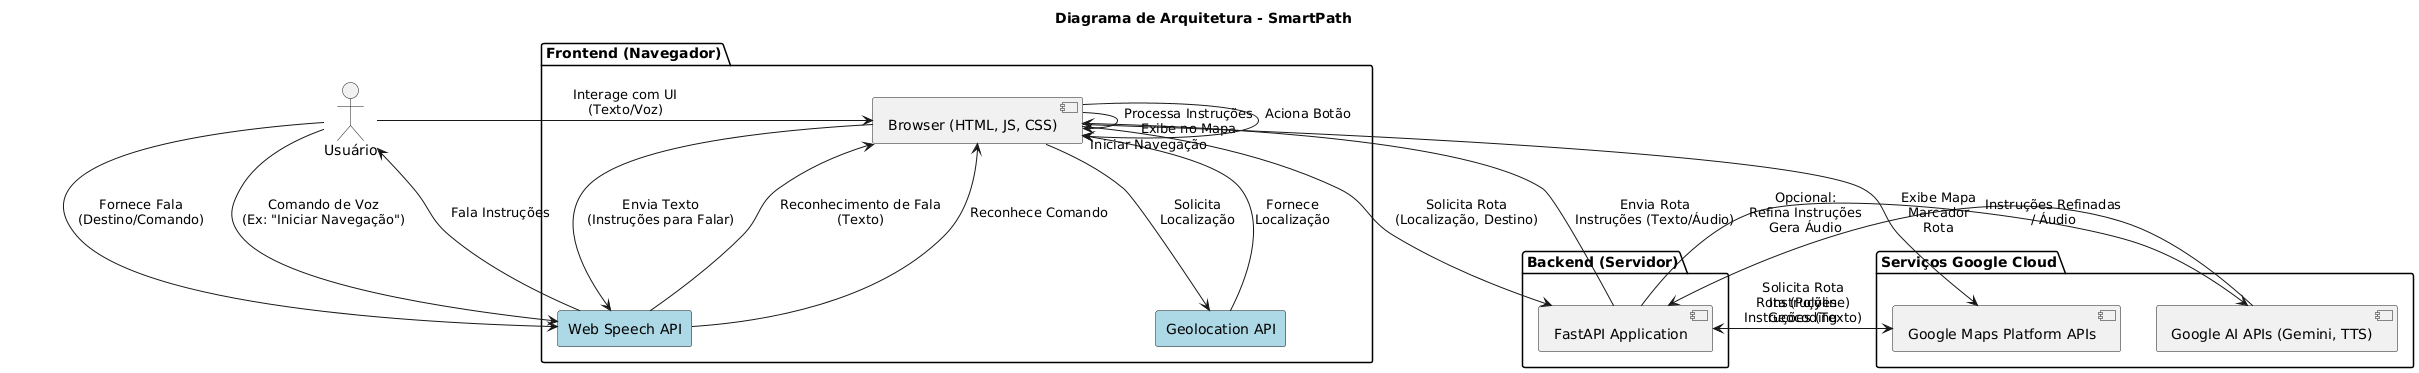 Diagrama de Arquitetura - SmartPath
Frontend (Navegador)
Interage com UI
(Texto/Voz)
Browser (HTML, JS, CSS)
Processa Instruções
Exibe no Mapa
Aciona Botão
Iniciar Navegação
Usuário
Fornece Fala
(Destino/Comando)
Comando de Voz
(Ex: "Iniciar Navegação")
Fala Instruções
Envia Texto
(Instruções para Falar)
Reconhecimento de Fala
(Texto)
Reconhece Comando
Solicita
Localização
Fornece
Localização
Solicita Rota
(Localização, Destino)
Envia Rota
Instruções (Texto/Áudio)
Opcional:
Refina Instruções
Gera Áudio
Exibe Mapa
Marcador
Rota
Instruções Refinadas
/ Áudio
Backend (Servidor)
Serviços Google Cloud
Solicita Rota
Instruções
Geocoding
Rota (Polyline)
Instruções (Texto)
Web Speech API
Geolocation API
FastAPI Application
Google Maps Platform APIs
Google AI APIs (Gemini, TTS)